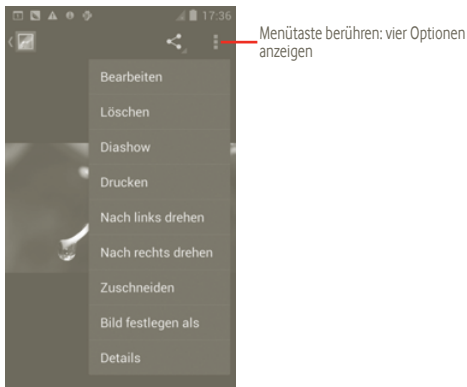 17:36
Menütaste berühren: vier Optionen
anzeigen
Bearbeiten
Löschen
Diashow
Drucken
Nach links drehen
Nach rechts drehen
Zuschneiden
Bild festlegen als
Details